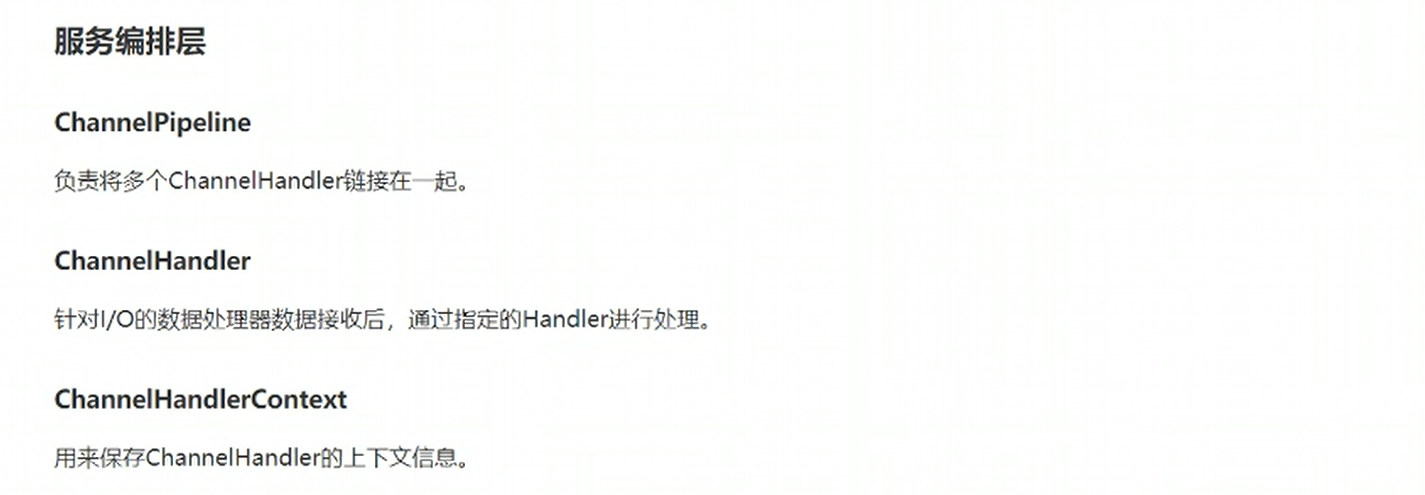 服务编排层
ChannelPipeline
负责将多个ChannelHandler链接在一起。
ChannelHandler
针对I/O的数据处理器数据接收后，通过指定的Handler进行处理。
ChannelHandlerContext
用来保存ChannelHandler的上下文信息。